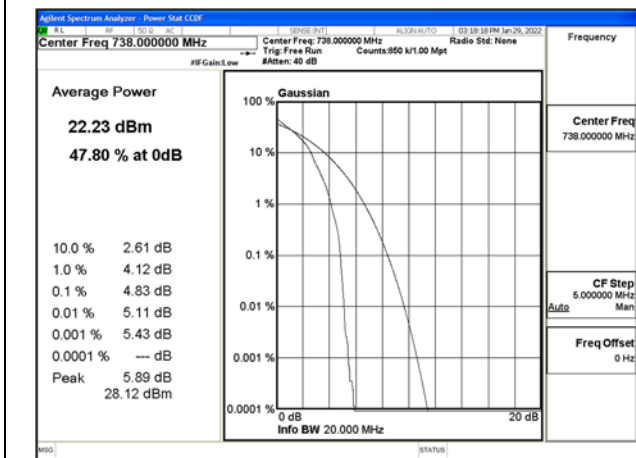 Agilent Spectrum Analyzer - Power Stat CCDF
RL RF 50 Ω AC SENSE:INT ALIGN AUTO 03:18:18 PM Jan 29, 2022
Center Freq 738.000000 MHz
Center Freq: 738.000000 MHz Radio Std: None
Trig: Free Run Counts:850 k/1.00 Mpt
#IFGain:Low #Atten: 40 dB
Frequency
Average Power
22.23 dBm
47.80 % at 0dB
10.0 % 2.61 dB
1.0 % 4.12 dB
0.1 % 4.83 dB
0.01 % 5.11 dB
0.001 % 5.43 dB
0.0001 % --- dB
Peak 5.89 dB
28.12 dBm
Gaussian
100 %
10 %
1 %
0.1 %
0.01 %
0.001 %
0.0001 %
0 dB 20 dB
Info BW 20.000 MHz
Center Freq
738.000000 MHz
CF Step
5.000000 MHz
Auto Man
Freq Offset
0 Hz
MSG STATUS